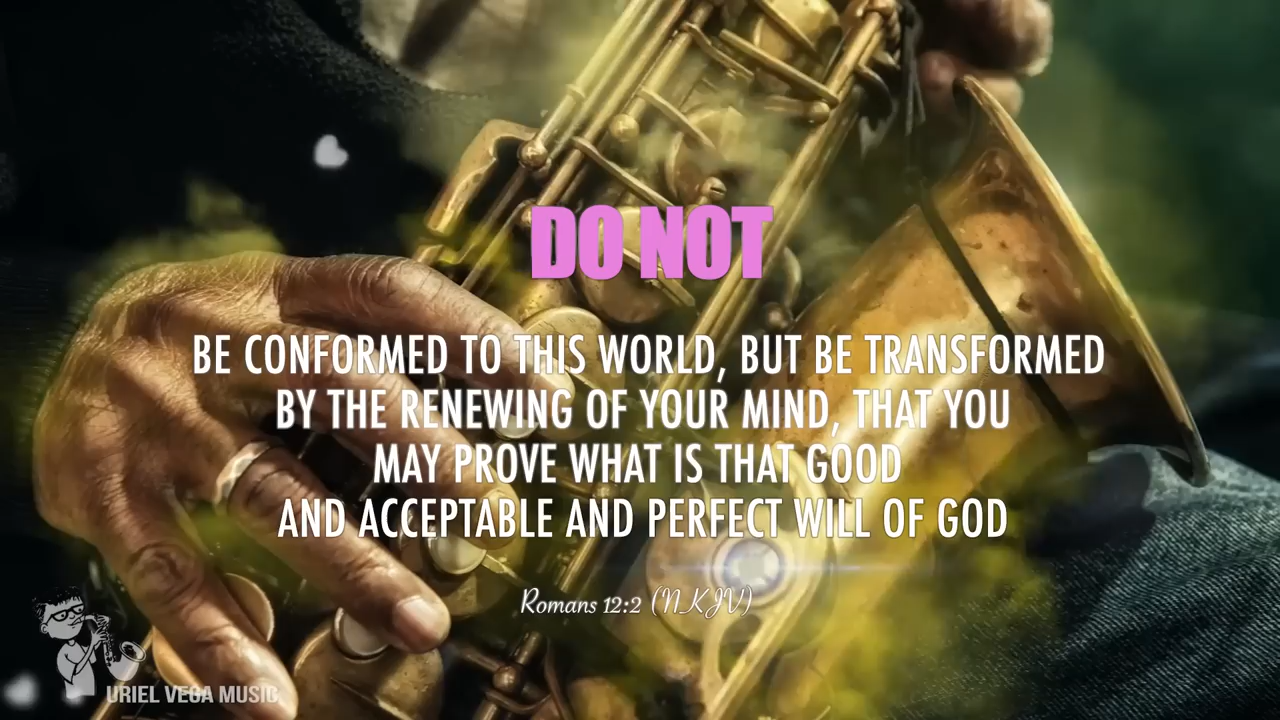 DO NOT
BE CONFORMED TO THIS WORLD, BUT BE TRANSFORMED
BY THE RENEWING OF YOUR MIND, THAT YOU
MAY PROVE WHAT IS THAT GOOD
AND ACCEPTABLE AND PERFECT WILL OF GOD
Romans 12:2 (NKJV)
URIEL VEGA MUSIC